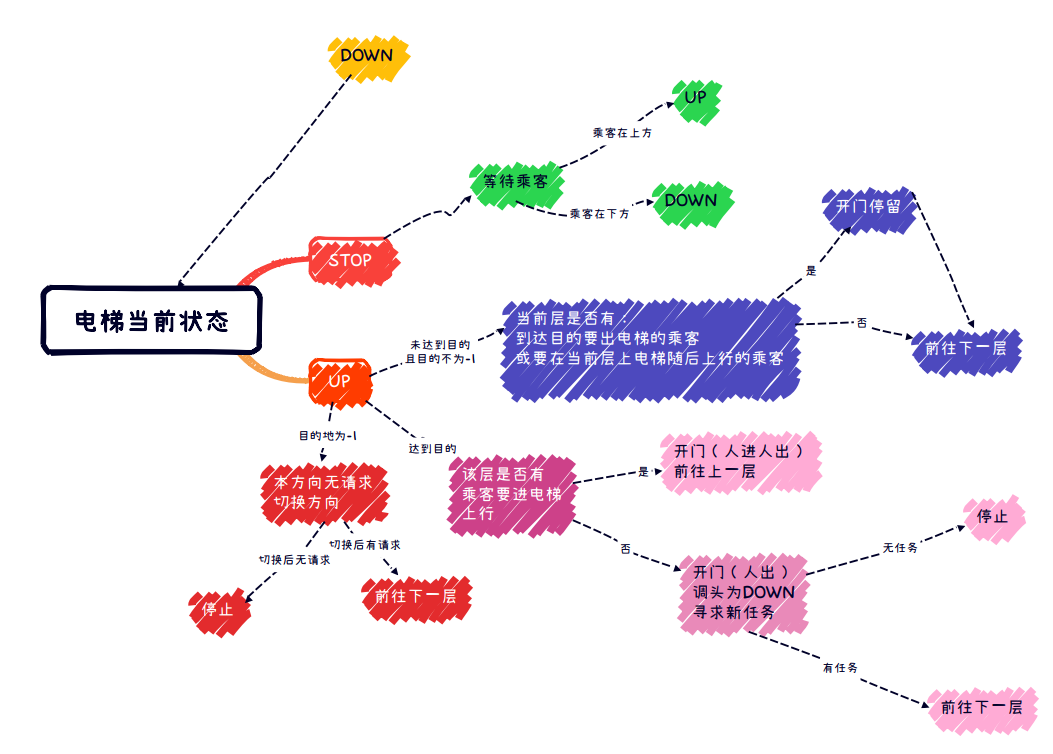 DOWN
UP
乘客在上方
等待乘客
DOWN
乘客在下方
开门停留
STOP
是
电梯当前状态
当前层是否有：
到达目的要出电梯的乘客
或要在当前层上电梯随后上行的乘客
否
前往下一层
未达到目的
且目的不为-1
UP
目的地为-1
达到目的
开门（人进人出）
前往上一层
是
该层是否有
乘客要进电梯
上行
本方向无请求
切换方向
停止
无任务
切换后无请求
切换后有请求
否
开门（人出）
调头为DOWN
寻求新任务
停止
前往下一层
有任务
前往下一层